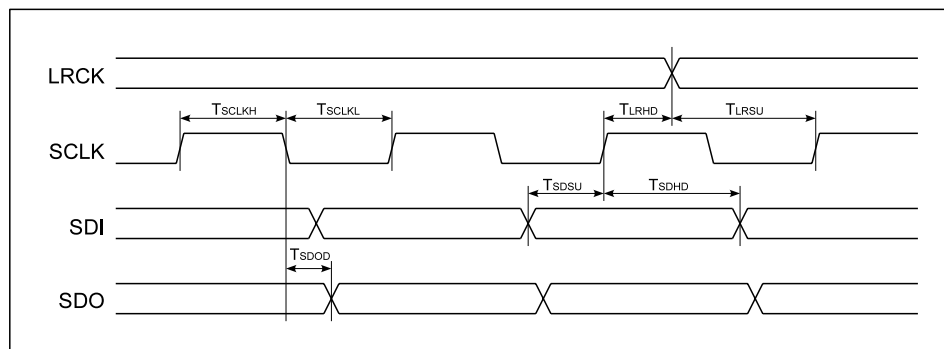 LRCK
TLRHD TLRSU
TSCLKH TSCLKL
SCLK
TSDSU TSDHD
SDI
TSDOD
SDO